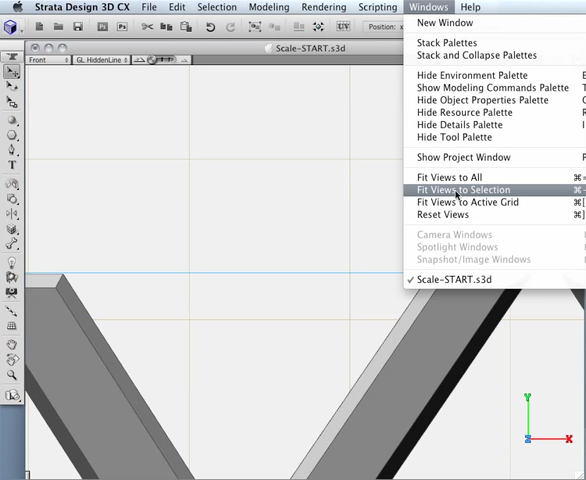 Strata Design 3D CX File Edit Selection Modeling Rendering Scripting Windows Help
UV Position: x
Scale-START.s3d
Front GL HiddenLine
New Window
Stack Palettes
Stack and Collapse Palettes
Hide Environment Palette
Show Modeling Commands Palette
Hide Object Properties Palette
Hide Resource Palette
Hide Details Palette
Hide Tool Palette
Show Project Window
Fit Views to All
Fit Views to Selection
Fit Views to Active Grid
Reset Views
Camera Windows
Spotlight Windows
Snapshot/Image Windows
✓ Scale-START.s3d
T
Y
Z X